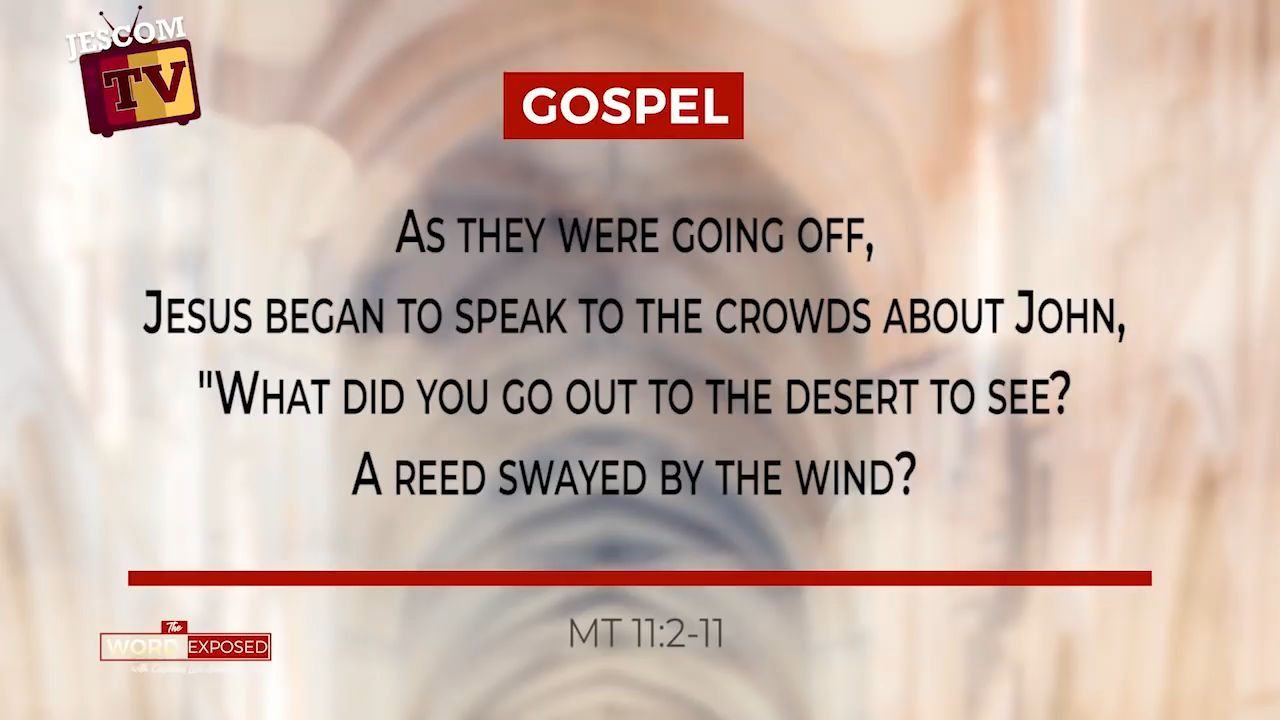 JESCOM
TV
GOSPEL
As they were going off,
Jesus began to speak to the crowds about John,
"What did you go out to the desert to see?
A reed swayed by the wind?
MT 11:2-11
The
WORD EXPOSED